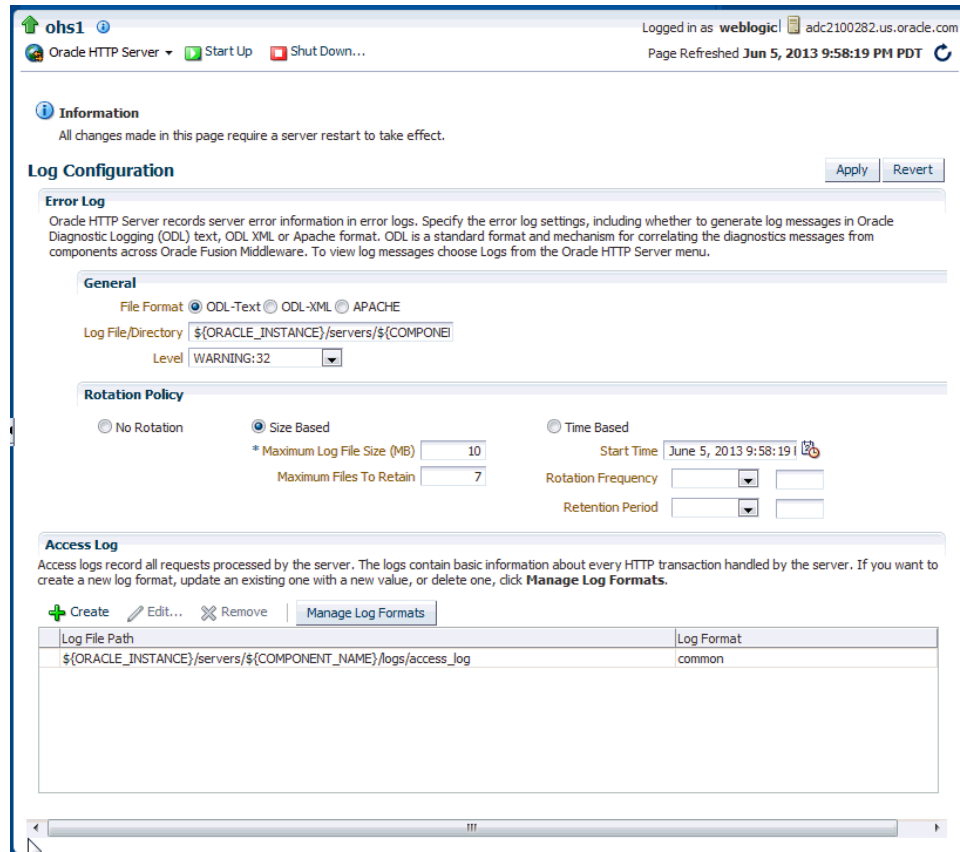 ohs1
Logged in as weblogic adc2100282.us.oracle.com
Oracle HTTP Server Start Up Shut Down...
Page Refreshed Jun 5, 2013 9:58:19 PM PDT
Information
All changes made in this page require a server restart to take effect.
Log Configuration
Apply Revert
Error Log
Oracle HTTP Server records server error information in error logs. Specify the error log settings, including whether to generate log messages in Oracle
Diagnostic Logging (ODL) text, ODL XML or Apache format. ODL is a standard format and mechanism for correlating the diagnostics messages from
components across Oracle Fusion Middleware. To view log messages choose Logs from the Oracle HTTP Server menu.
General
File Format ODL-Text ODL-XML APACHE
Log File/Directory ${ORACLE_INSTANCE}/servers/${COMPONEI
Level WARNING:32
Rotation Policy
No Rotation Size Based Time Based
* Maximum Log File Size (MB) 10 Start Time June 5, 2013 9:58:19
Maximum Files To Retain 7 Rotation Frequency
Retention Period
Access Log
Access logs record all requests processed by the server. The logs contain basic information about every HTTP transaction handled by the server. If you want to
create a new log format, update an existing one with a new value, or delete one, click Manage Log Formats.
Create Edit... Remove Manage Log Formats
Log File Path Log Format
${ORACLE_INSTANCE}/servers/${COMPONENT_NAME}/logs/access_log common